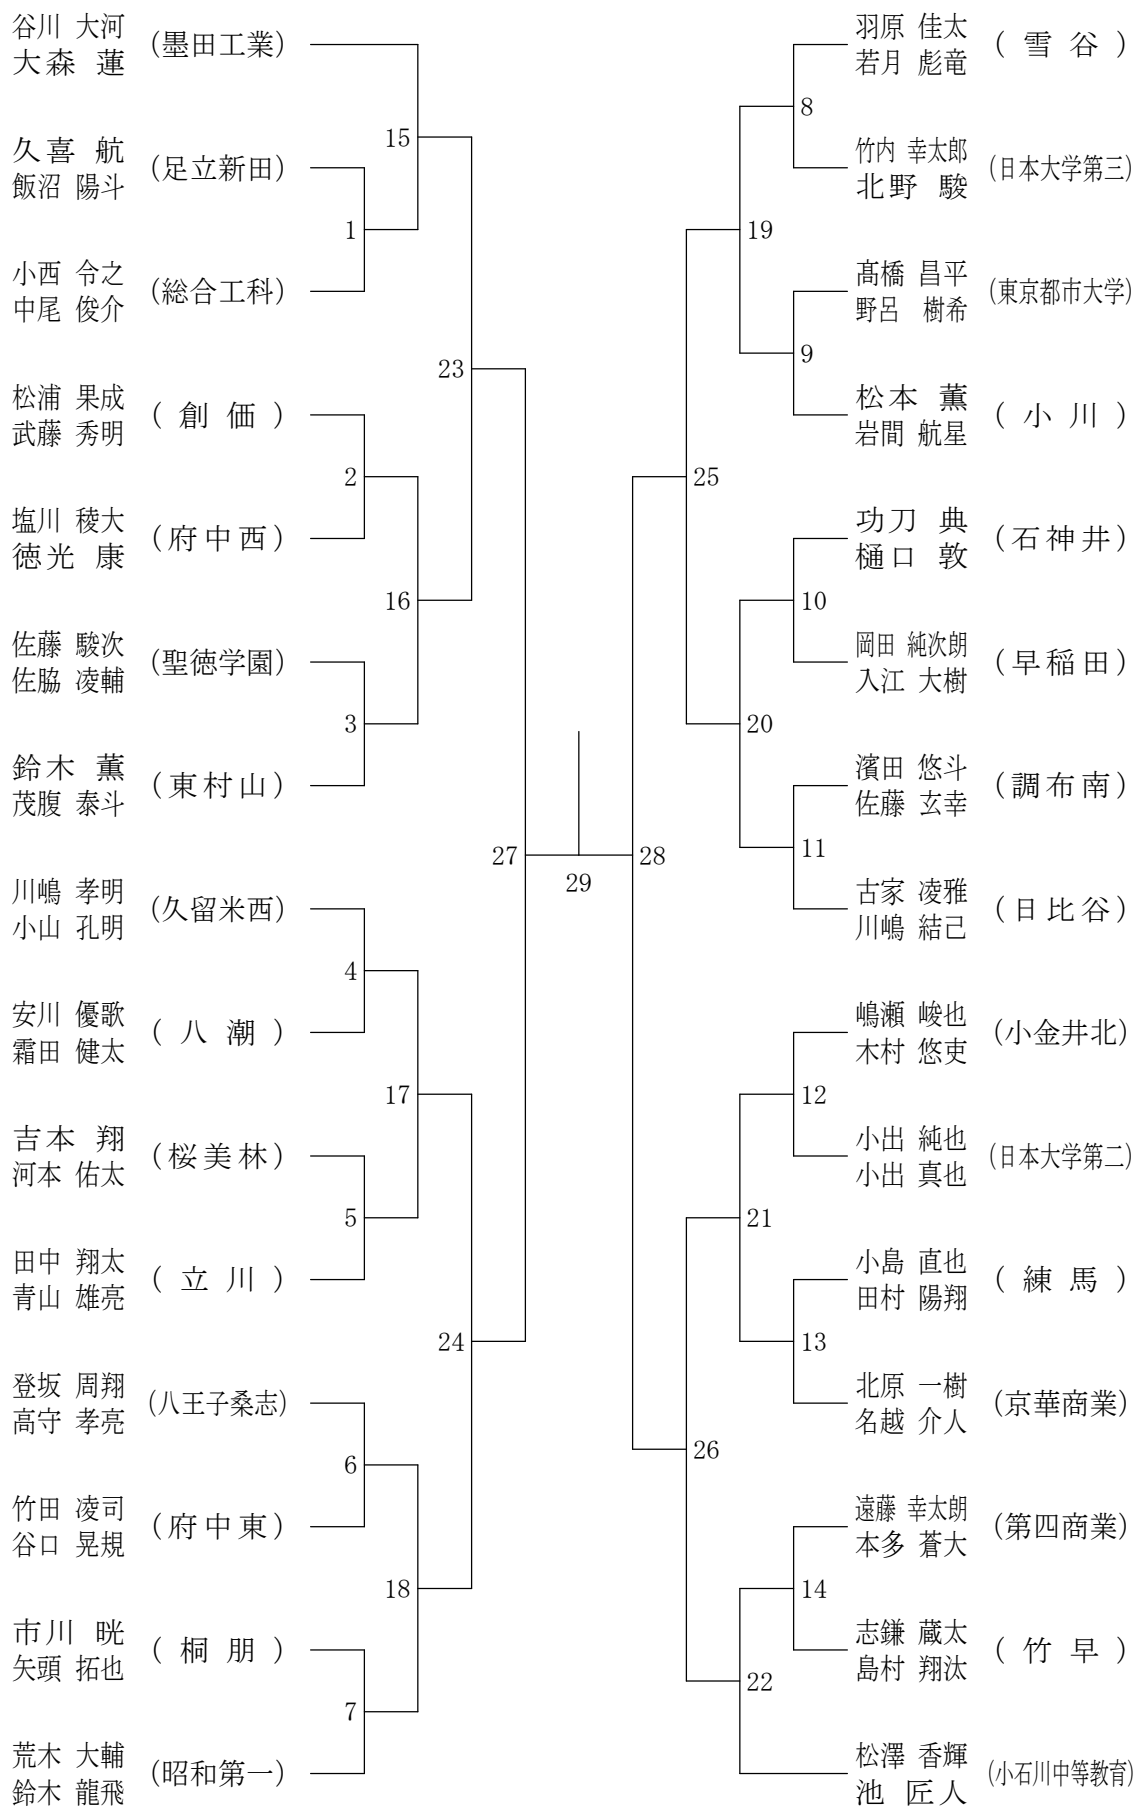 谷川 大河
大森 蓮
(墨田工業)
久喜 航
飯沼 陽斗
(足立新田)
小西 令之
中尾 俊介
(総合工科)
松浦 果成
武藤 秀明
(創価)
塩川 稜大
徳光 康
(府中西)
佐藤 駿次
佐脇 凌輔
(聖徳学園)
鈴木 薫
茂腹 泰斗
(東村山)
川嶋 孝明
小山 孔明
(久留米西)
安川 優歌
霜田 健太
(八潮)
吉本 翔
河本 佑太
(桜美林)
田中 翔太
青山 雄亮
(立川)
登坂 周翔
高守 孝亮
(八王子桑志)
竹田 凌司
谷口 晃規
(府中東)
市川 晄
矢頭 拓也
(桐朋)
荒木 大輔
鈴木 龍飛
(昭和第一)
1
2
3
4
5
6
7
15
16
17
18
23
24
27
29
28
25
26
19
20
21
22
8
9
10
11
12
13
14
羽原 佳太
若月 彪竜
(雪谷)
竹内 幸太郎
北野 駿
(日本大学第三)
髙橋 昌平
野呂 樹希
(東京都市大学)
松本 薫
岩間 航星
(小川)
功刀 典
樋口 敦
(石神井)
岡田 純次朗
入江 大樹
(早稲田)
濱田 悠斗
佐藤 玄幸
(調布南)
古家 凌雅
川嶋 結己
(日比谷)
嶋瀬 峻也
木村 悠吏
(小金井北)
小出 純也
小出 真也
(日本大学第二)
小島 直也
田村 陽翔
(練馬)
北原 一樹
名越 介人
(京華商業)
遠藤 幸太朗
本多 蒼大
(第四商業)
志鎌 蔵太
島村 翔汰
(竹早)
松澤 香輝
池 匠人
(小石川中等教育)